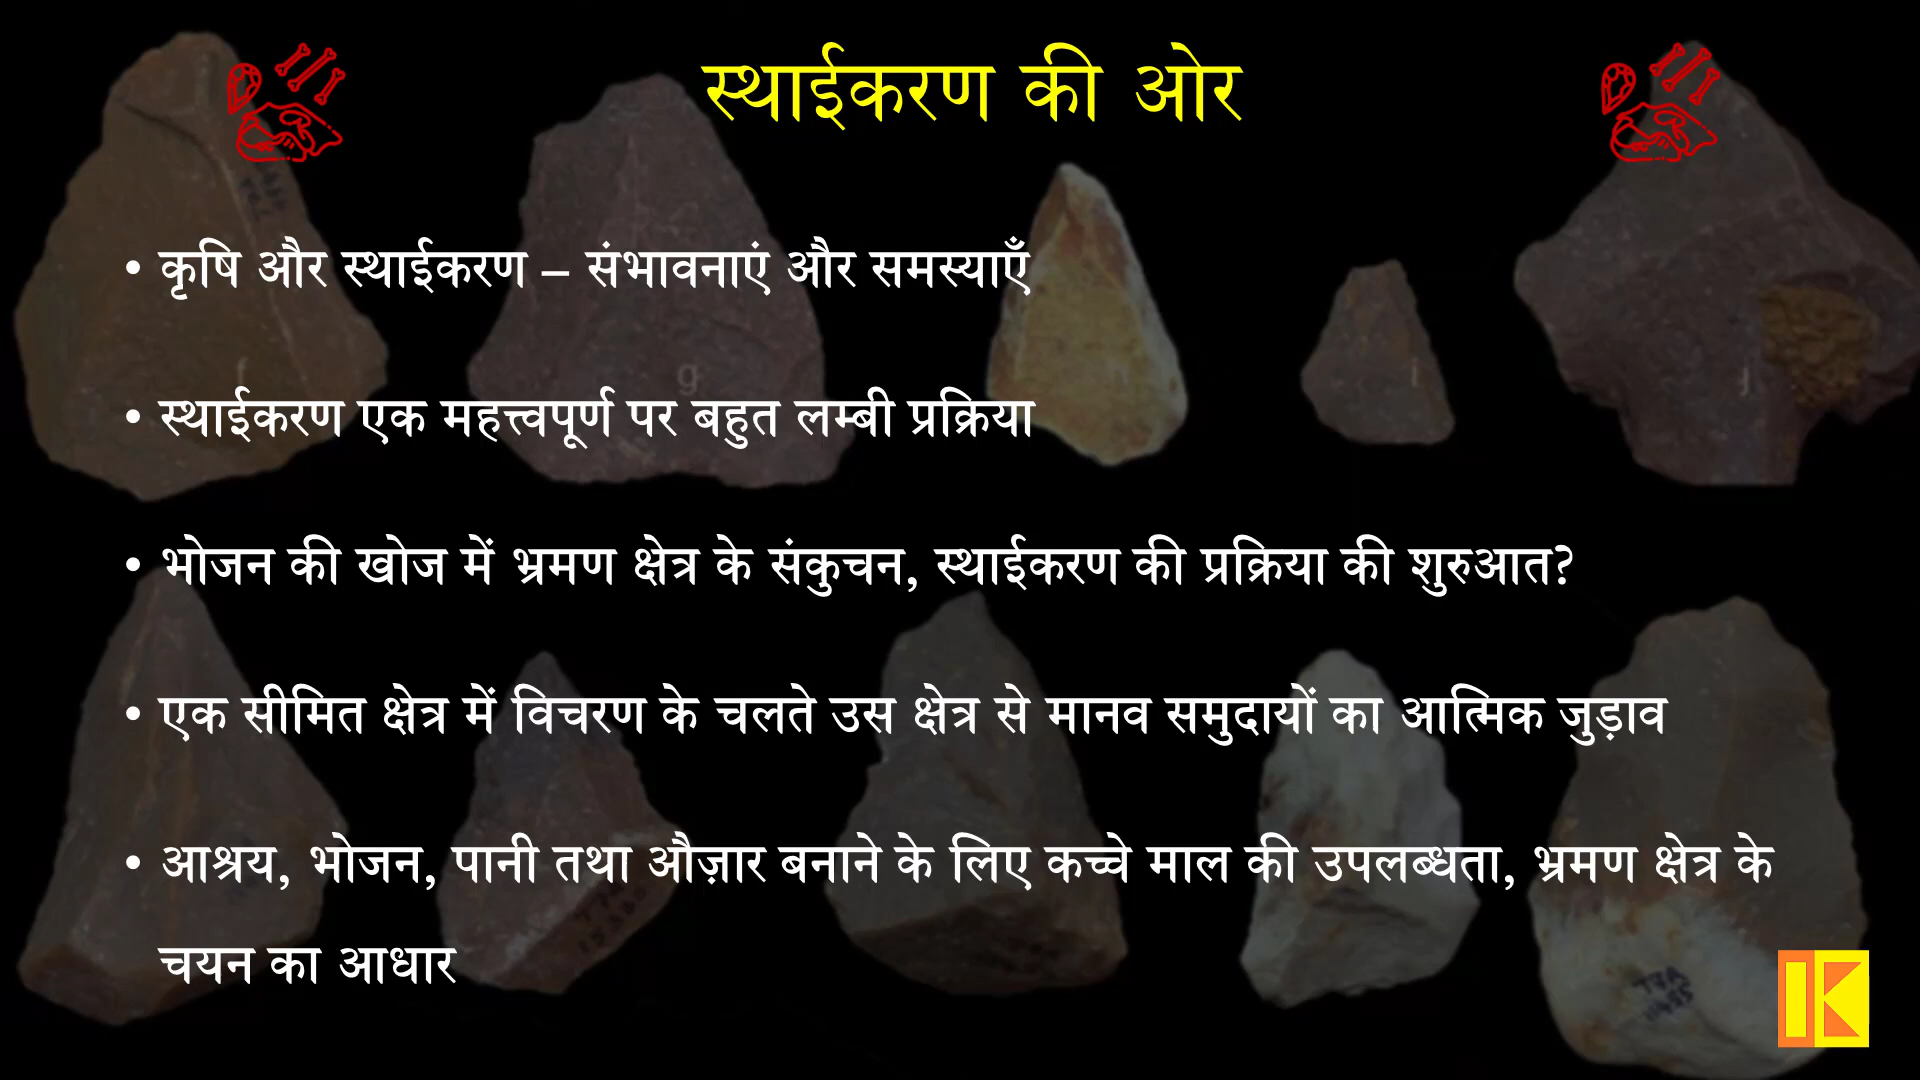 स्थाईकरण की ओर
• कृषि और स्थाईकरण – संभावनाएं और समस्याएँ
• स्थाईकरण एक महत्त्वपूर्ण पर बहुत लम्बी प्रक्रिया
• भोजन की खोज में भ्रमण क्षेत्र के संकुचन, स्थाईकरण की प्रक्रिया की शुरुआत?
• एक सीमित क्षेत्र में विचरण के चलते उस क्षेत्र से मानव समुदायों का आत्मिक जुड़ाव
• आश्रय, भोजन, पानी तथा औज़ार बनाने के लिए कच्चे माल की उपलब्धता, भ्रमण क्षेत्र के
चयन का आधार
g
IK